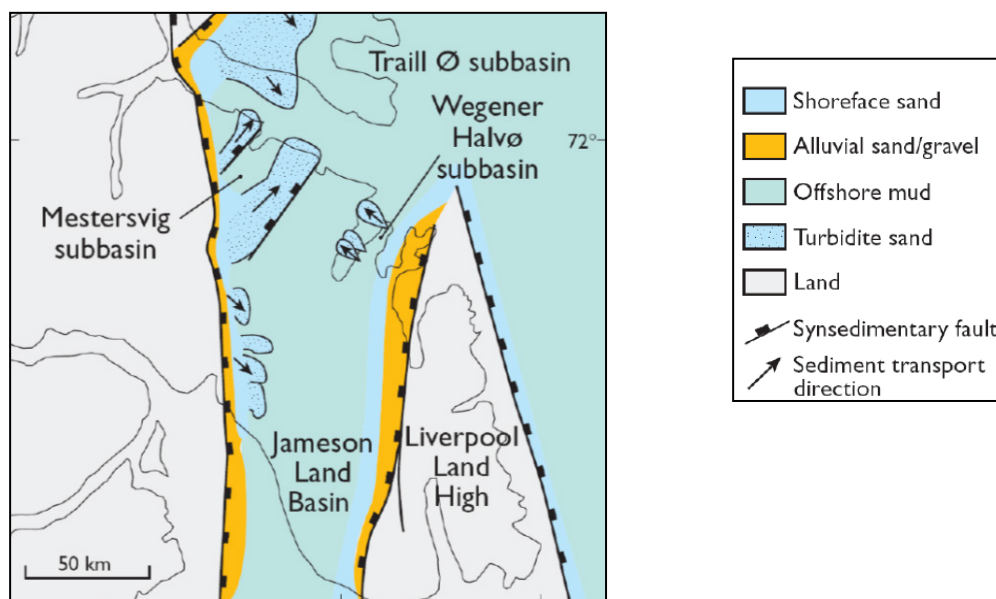 Traill Ø subbasin
Wegener
Halvø
subbasin
72°
Mestersvig
subbasin
Jameson
Land
Basin
Liverpool
Land
High
50 km
Shoreface sand
Alluvial sand/gravel
Offshore mud
Turbidite sand
Land
Synsedimentary fault
Sediment transport
direction